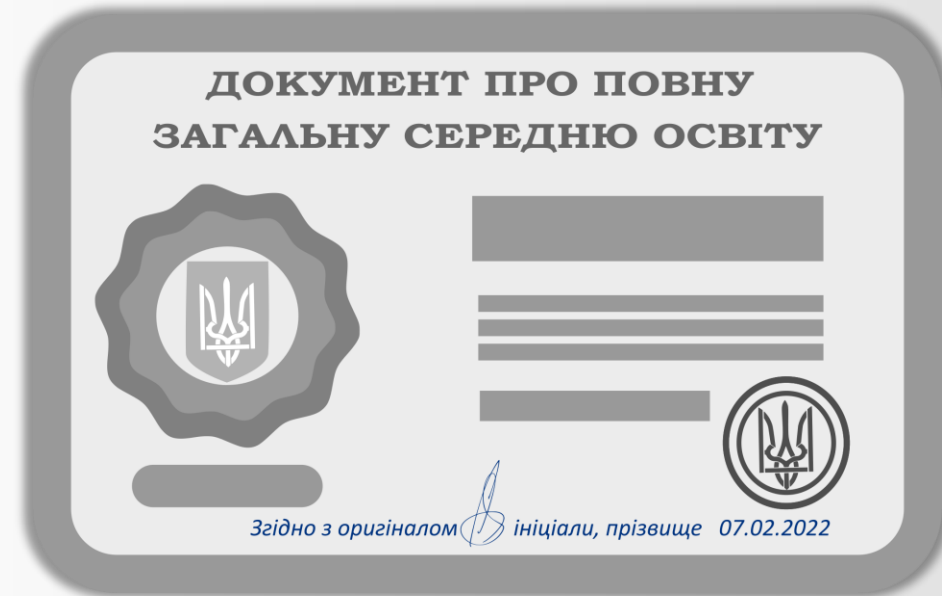 ДОКУМЕНТ ПРО ПОВНУ
ЗАГАЛЬНУ СЕРЕДНЮ ОСВІТУ
Згідно з оригіналом ініціали, прізвище 07.02.2022